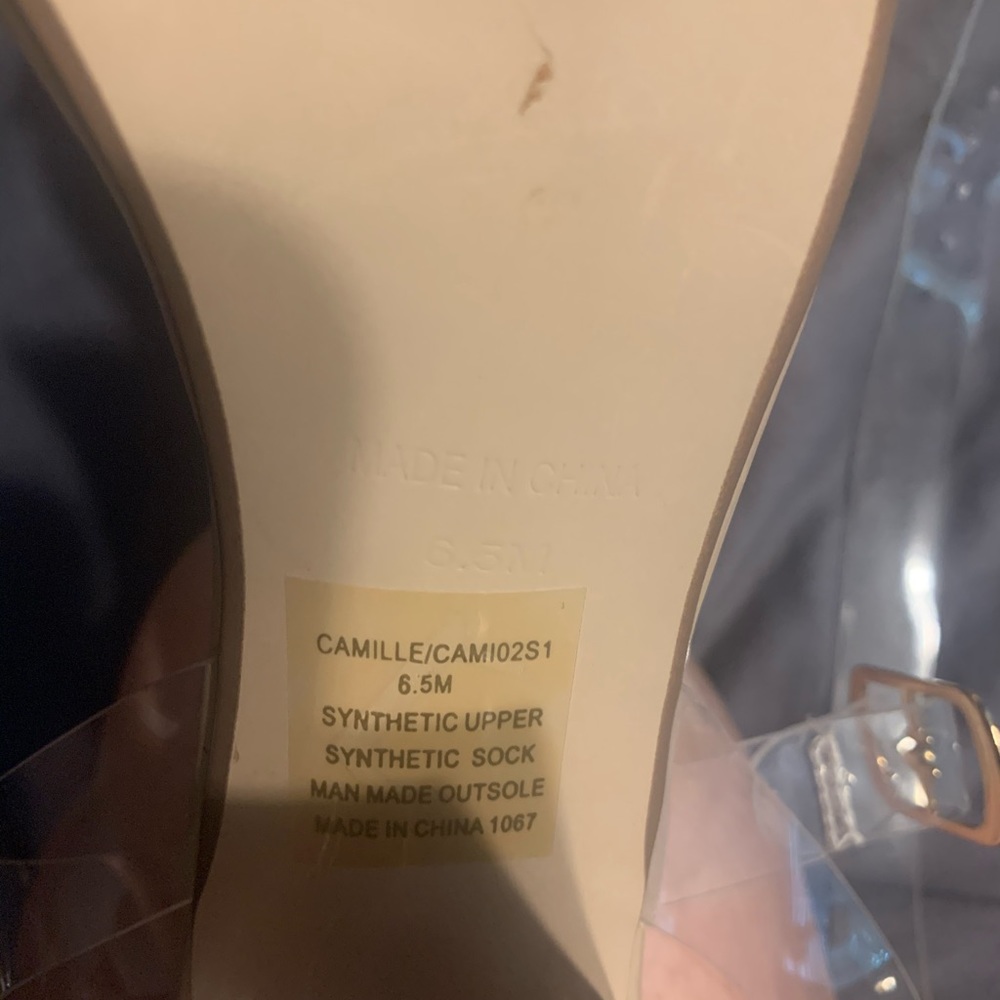 MADE IN CHINA
6.5M
CAMILLE/CAMI02S1
6.5M
SYNTHETIC UPPER
SYNTHETIC SOCK
MAN MADE OUTSOLE
MADE IN CHINA 1067